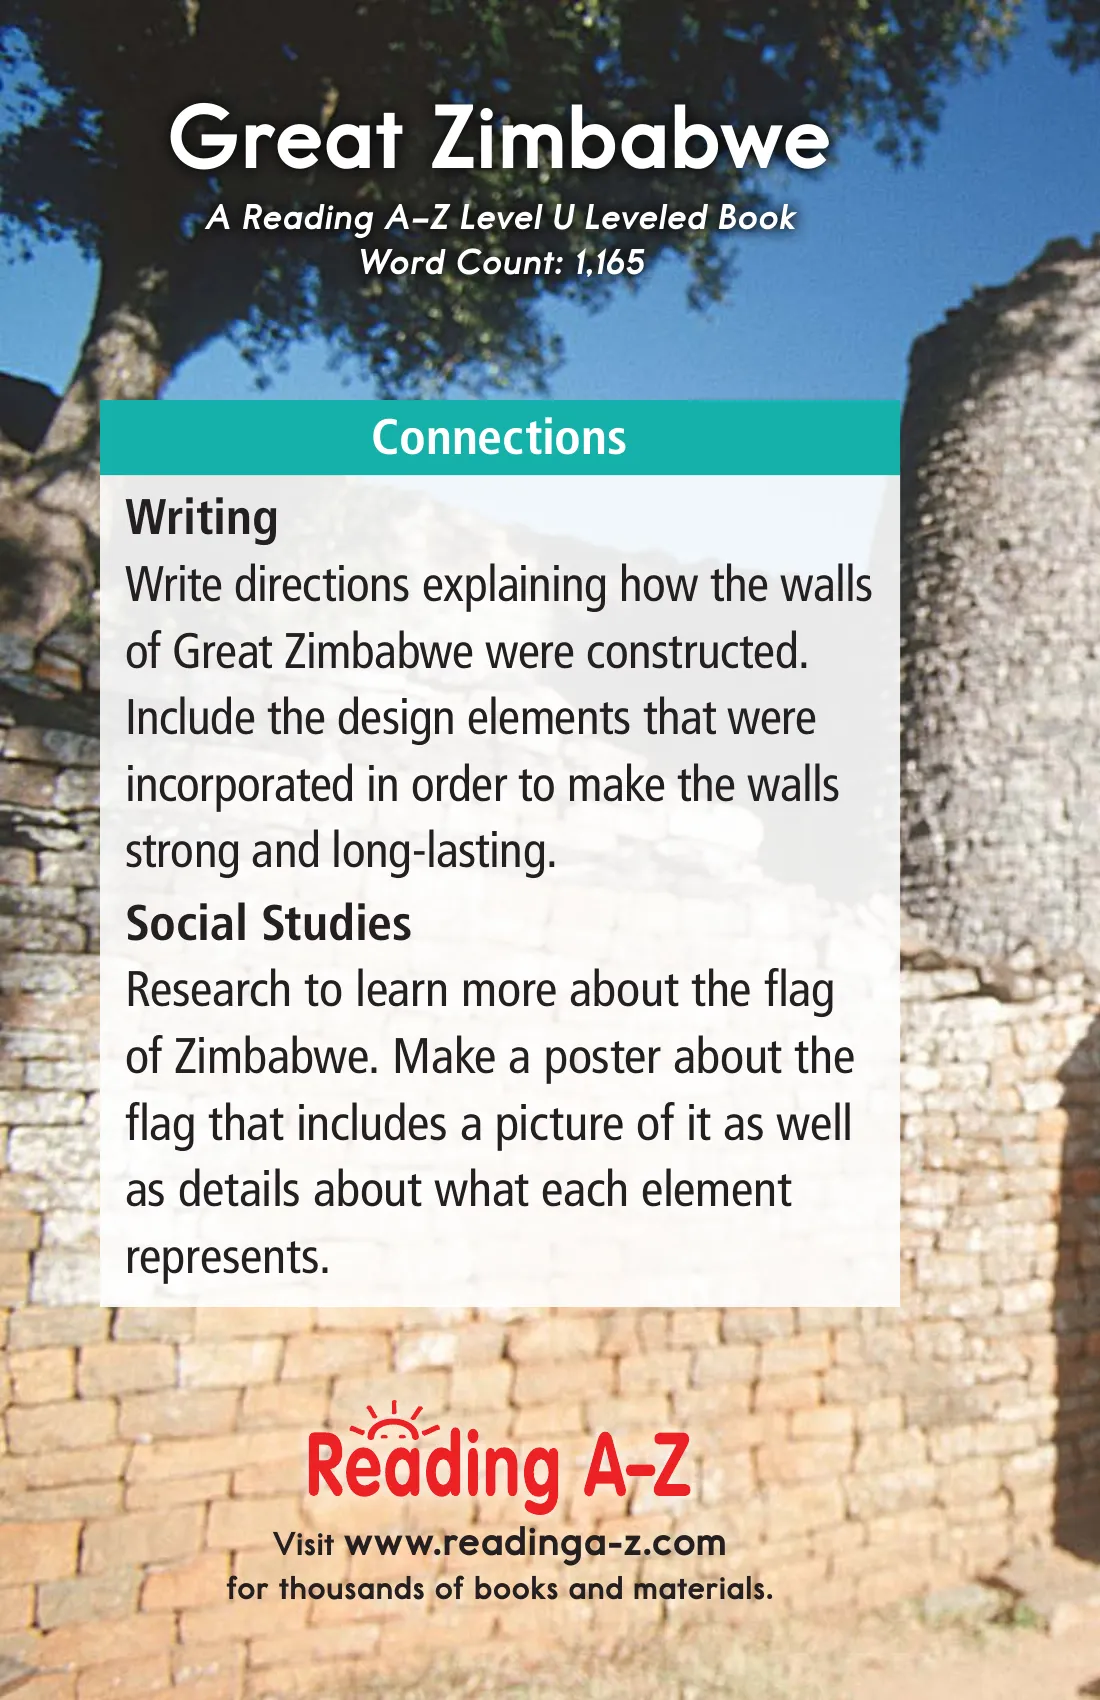 Great Zimbabwe
A Reading A–Z Level U Leveled Book
Word Count: 1,165
Connections
Writing
Write directions explaining how the walls
of Great Zimbabwe were constructed.
Include the design elements that were
incorporated in order to make the walls
strong and long-lasting.
Social Studies
Research to learn more about the flag
of Zimbabwe. Make a poster about the
flag that includes a picture of it as well
as details about what each element
represents.
Reading A–Z
Visit www.readinga-z.com
for thousands of books and materials.